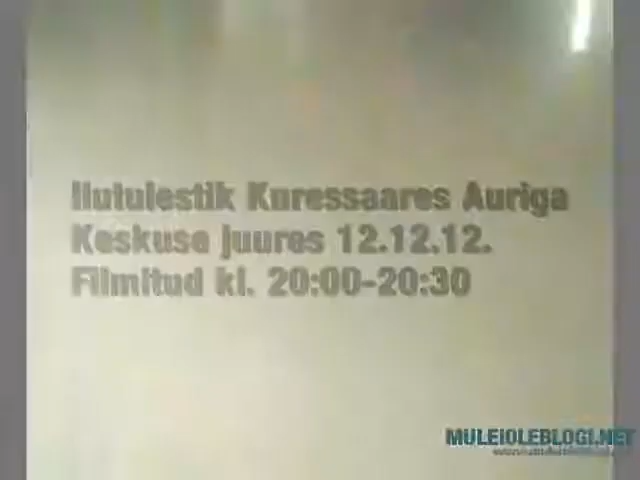 Ilutulestik Kuressaares Auriga
Keskuse juures 12.12.12.
Filmitud kl. 20:00-20:30
MULEIOLEBLOGI.NET